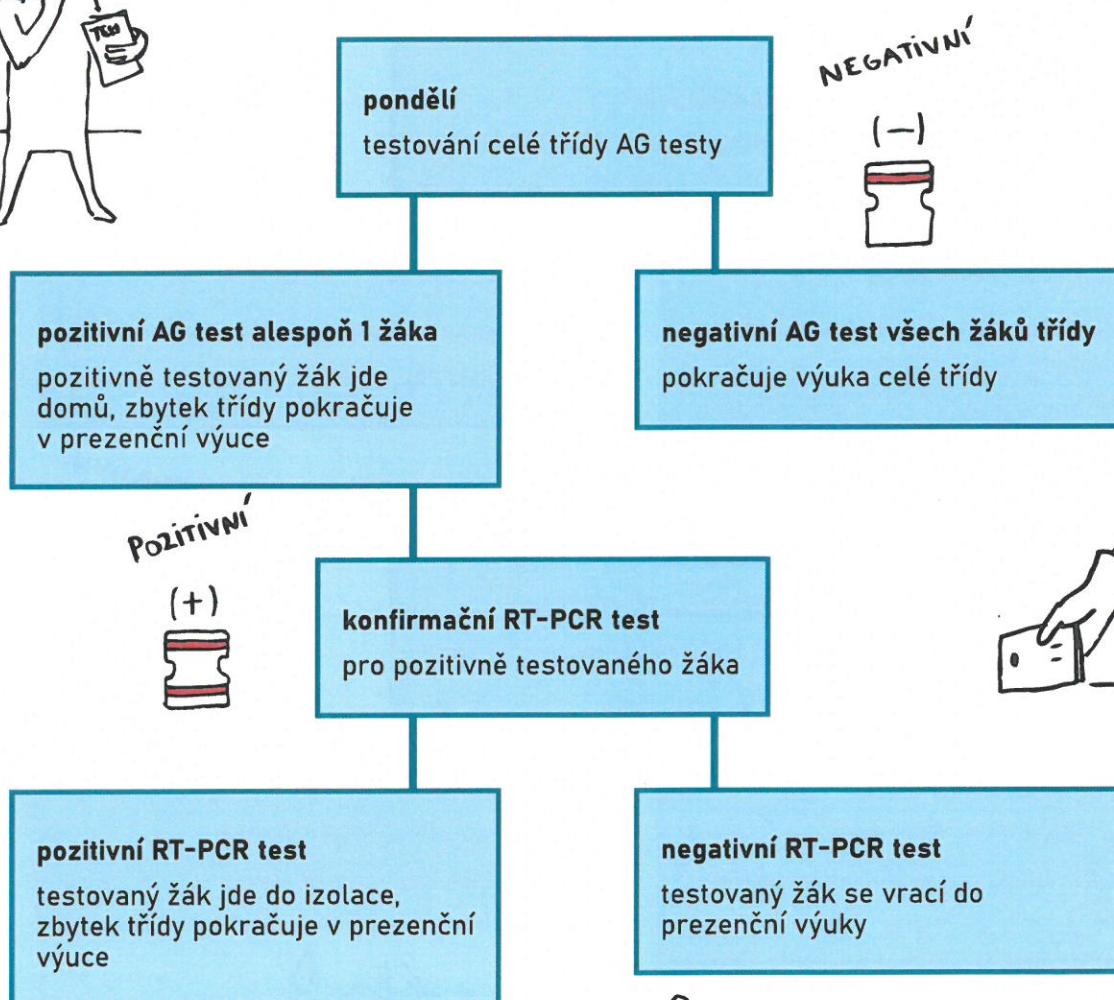 TEST
NEGATIVNÍ
pondělí
testování celé třídy AG testy
(-)
pozitivní AG test alespoň 1 žáka
pozitivně testovaný žák jde
domů, zbytek třídy pokračuje
v prezenční výuce
negativní AG test všech žáků třídy
pokračuje výuka celé třídy
POZITIVNÍ
(+)
konfirmační RT-PCR test
pro pozitivně testovaného žáka
pozitivní RT-PCR test
testovaný žák jde do izolace,
zbytek třídy pokračuje v prezenční
výuce
negativní RT-PCR test
testovaný žák se vrací do
prezenční výuky